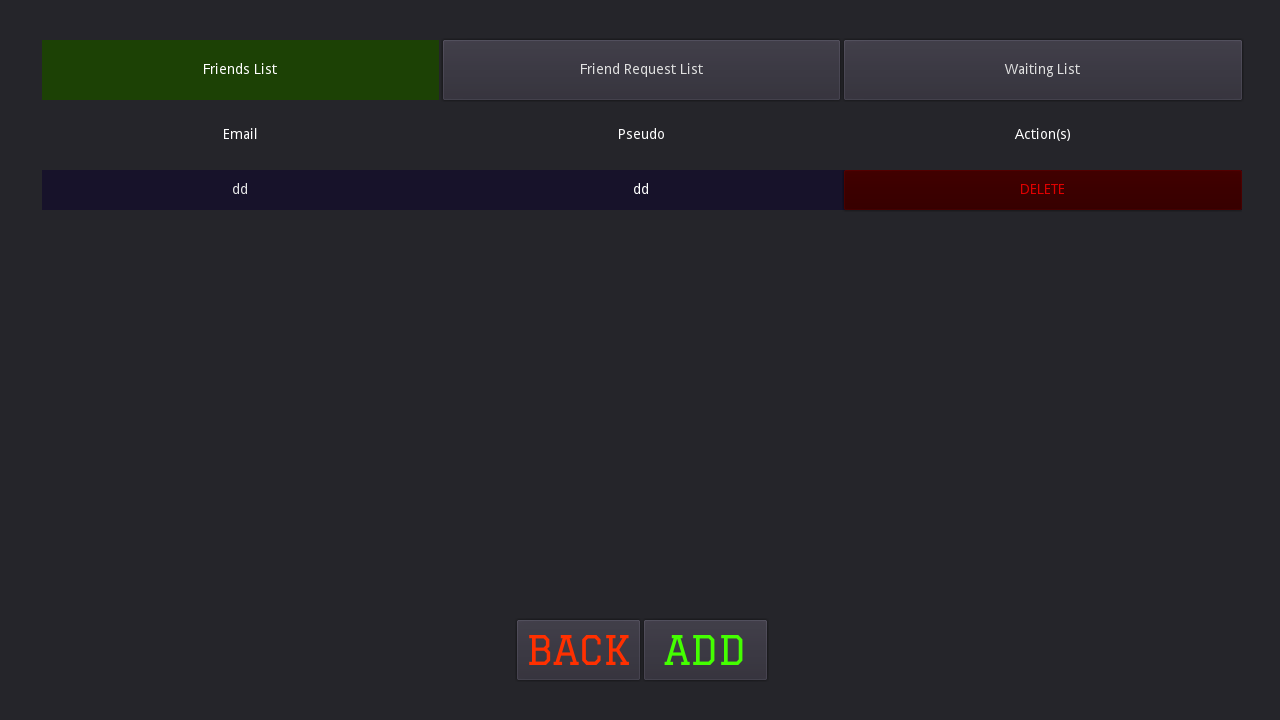 Friends List
Friend Request List
Waiting List
Email
Pseudo
Action(s)
dd
dd
DELETE
BACK
ADD